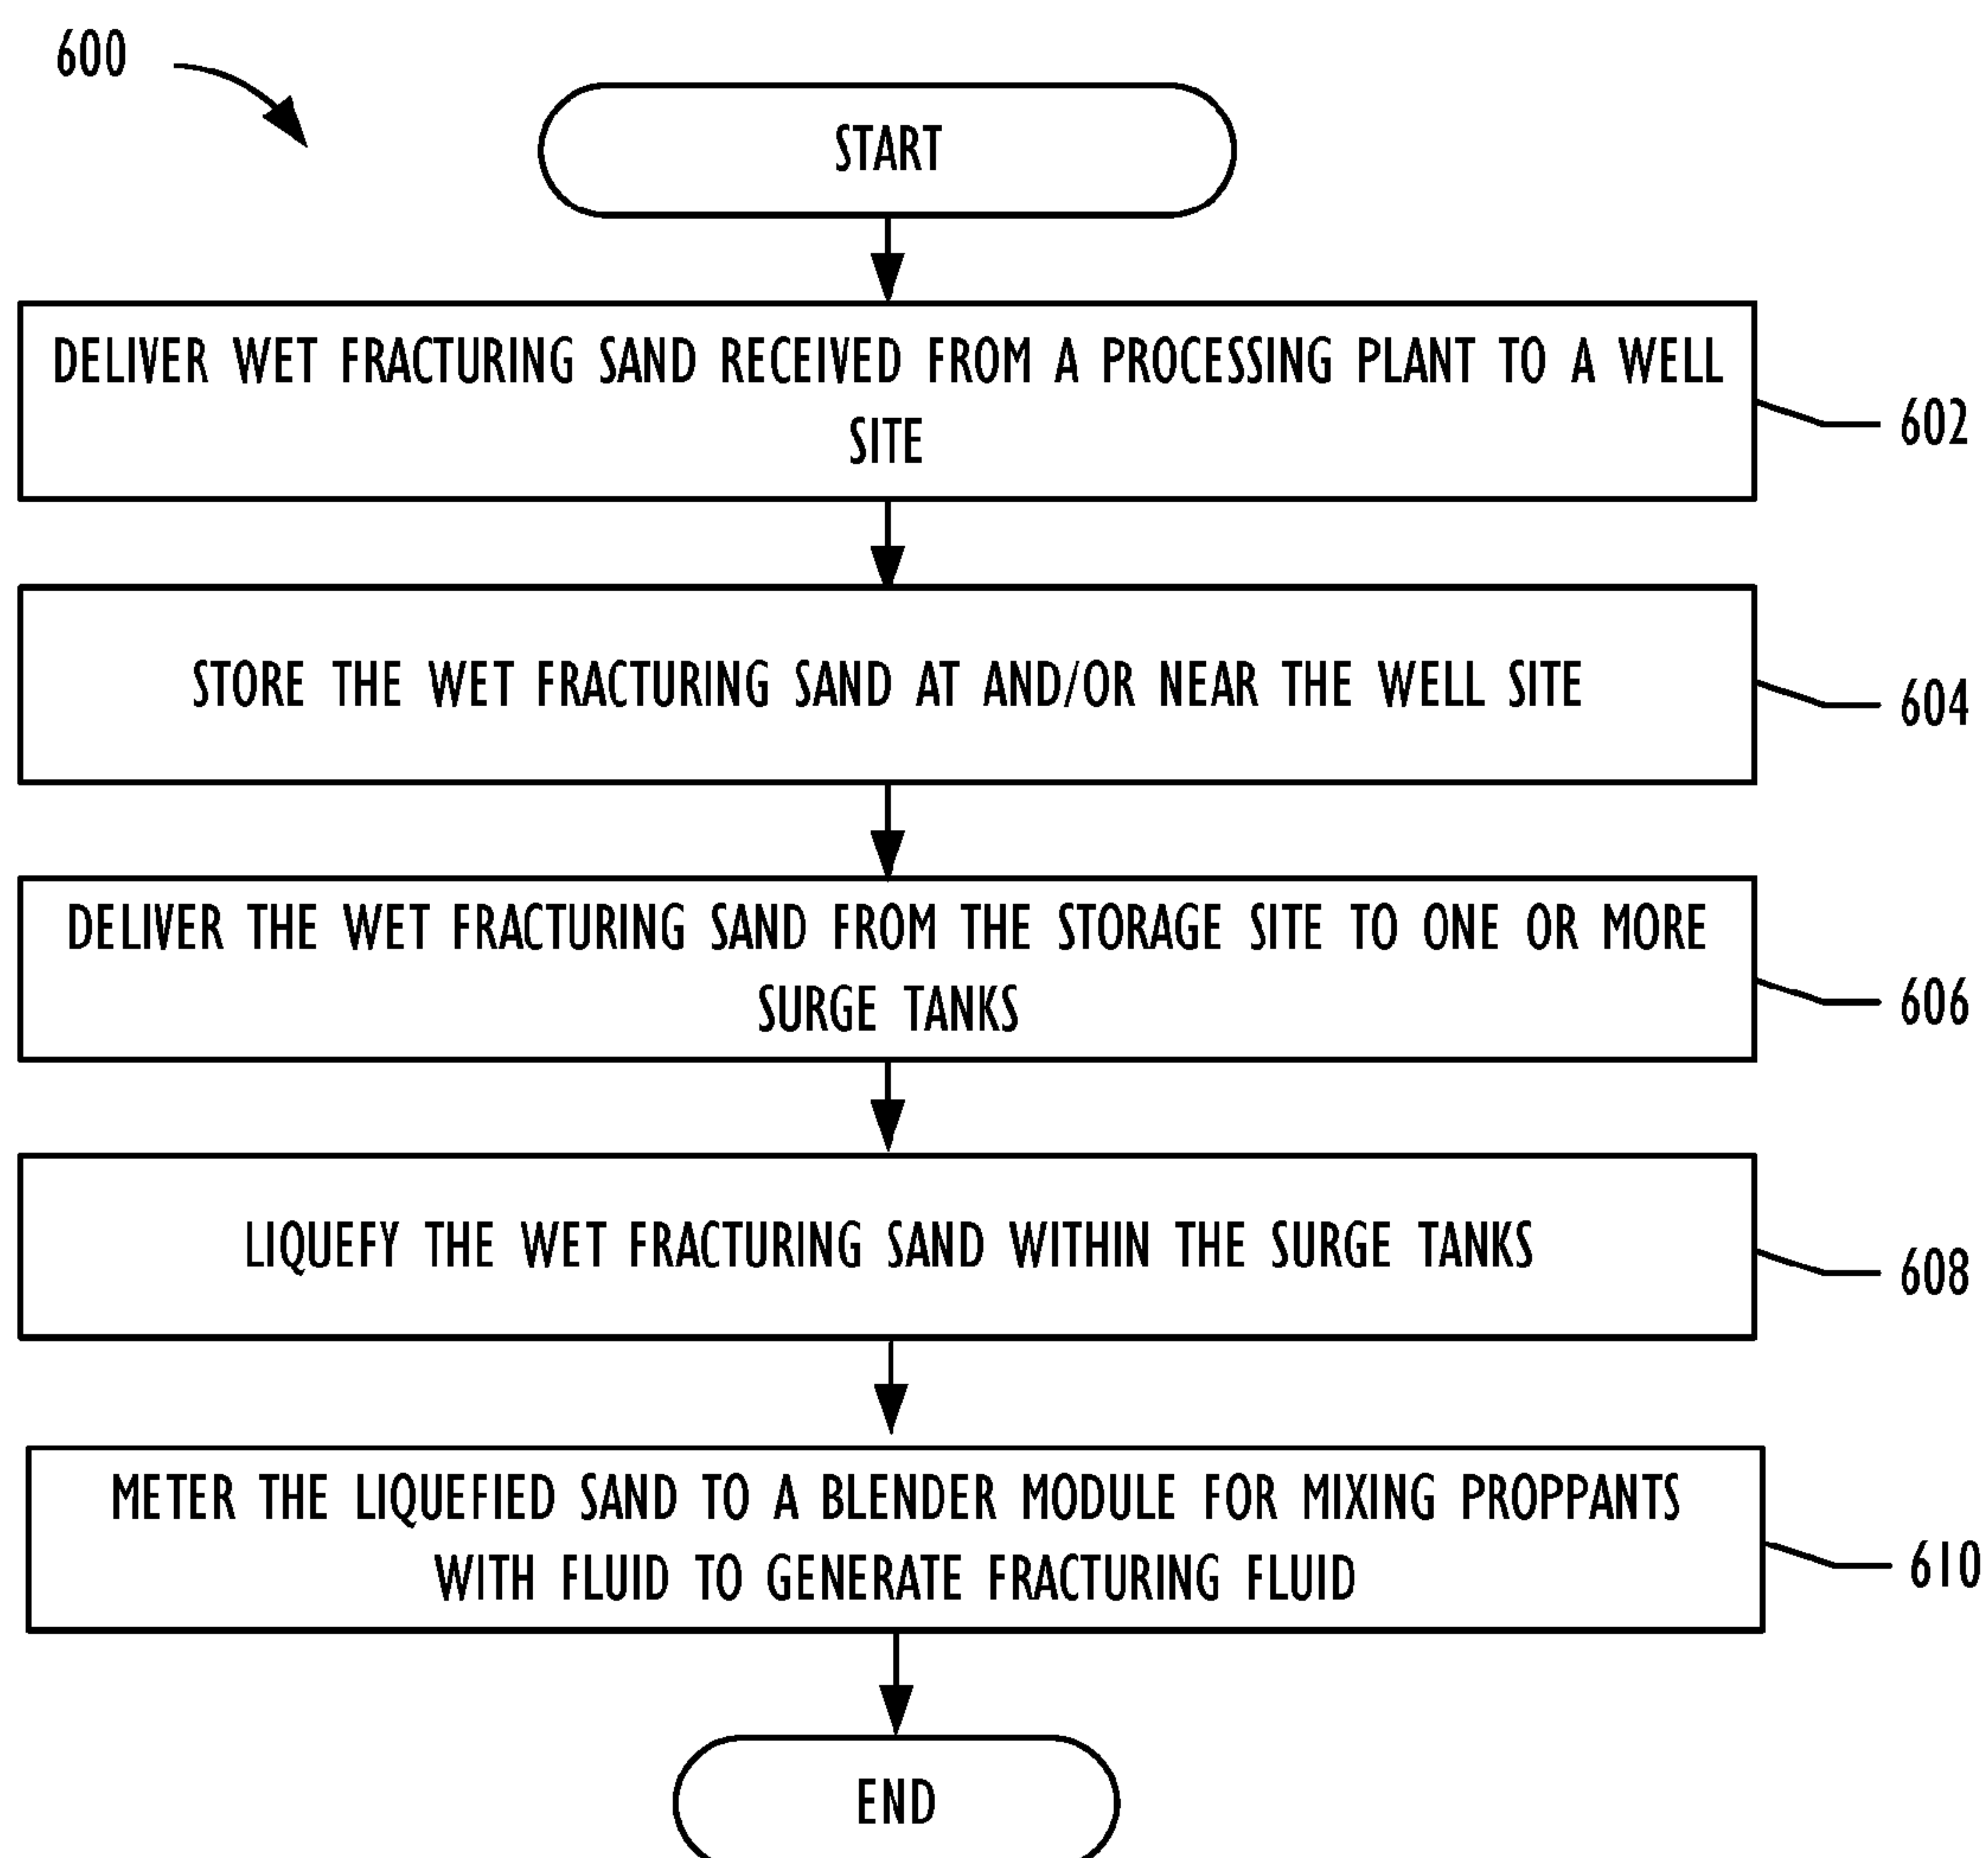 600
START
DELIVER WET FRACTURING SAND RECEIVED FROM A PROCESSING PLANT TO A WELL
SITE
602
STORE THE WET FRACTURING SAND AT AND/OR NEAR THE WELL SITE
604
DELIVER THE WET FRACTURING SAND FROM THE STORAGE SITE TO ONE OR MORE
SURGE TANKS
606
LIQUEFY THE WET FRACTURING SAND WITHIN THE SURGE TANKS
608
METER THE LIQUEFIED SAND TO A BLENDER MODULE FOR MIXING PROPPANTS
WITH FLUID TO GENERATE FRACTURING FLUID
610
END